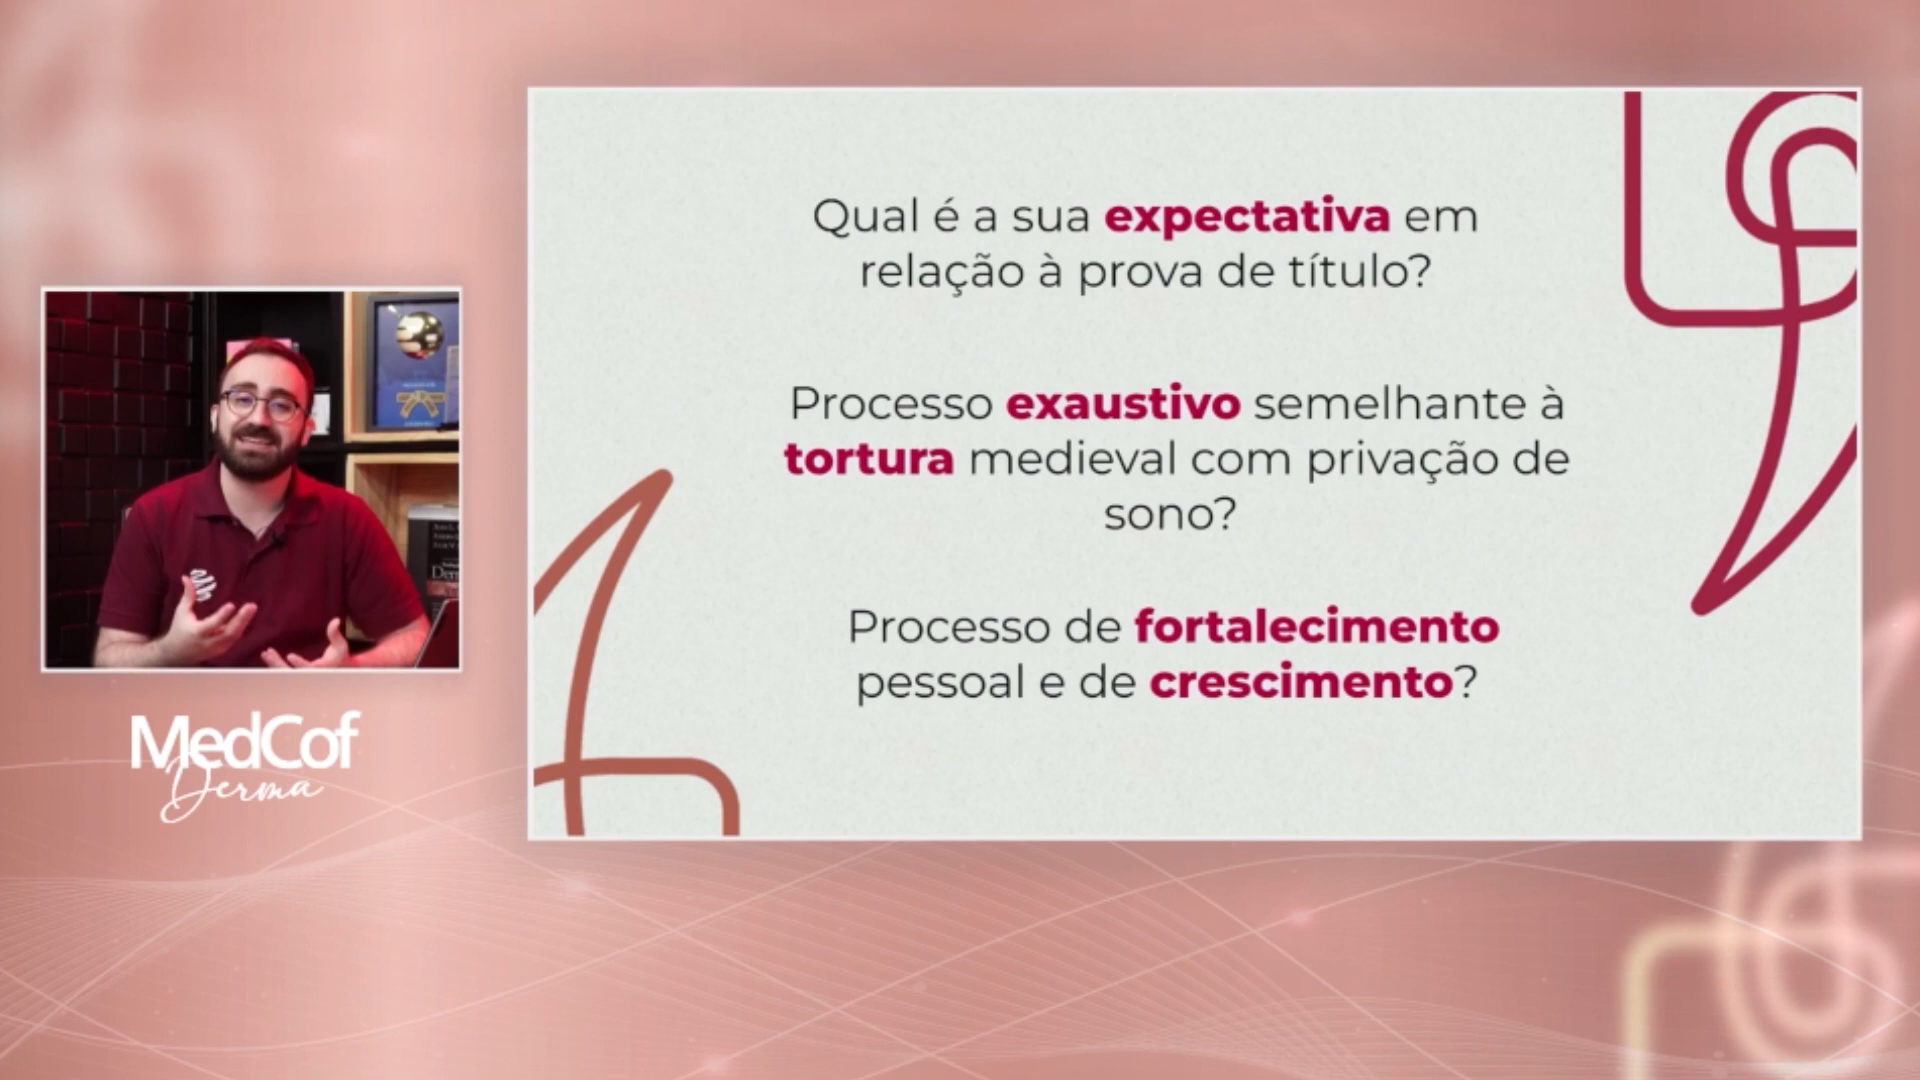 Qual é a sua expectativa em
relação à prova de título?
Processo exaustivo semelhante à
tortura medieval com privação de
sono?
Processo de fortalecimento
pessoal e de crescimento?
MedCof
Derma